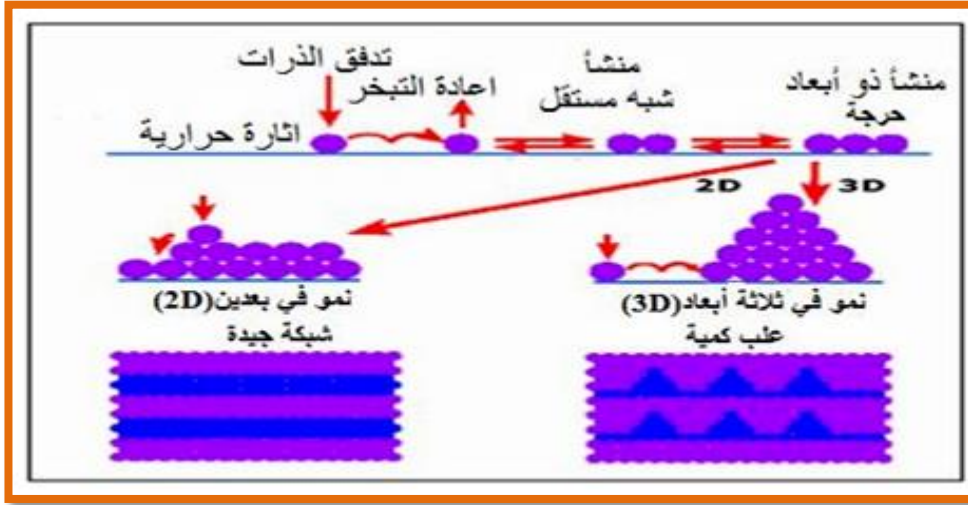 تدفق الذرات
اعادة التبخر
اثارة حرارية
منشأ
شبه مستقل
منشأ ذو أبعاد
حرجة
2D
3D
نمو في بعدين(2D)
شبكة جيدة
نمو في ثلاثة أبعاد(3D)
علب كمية